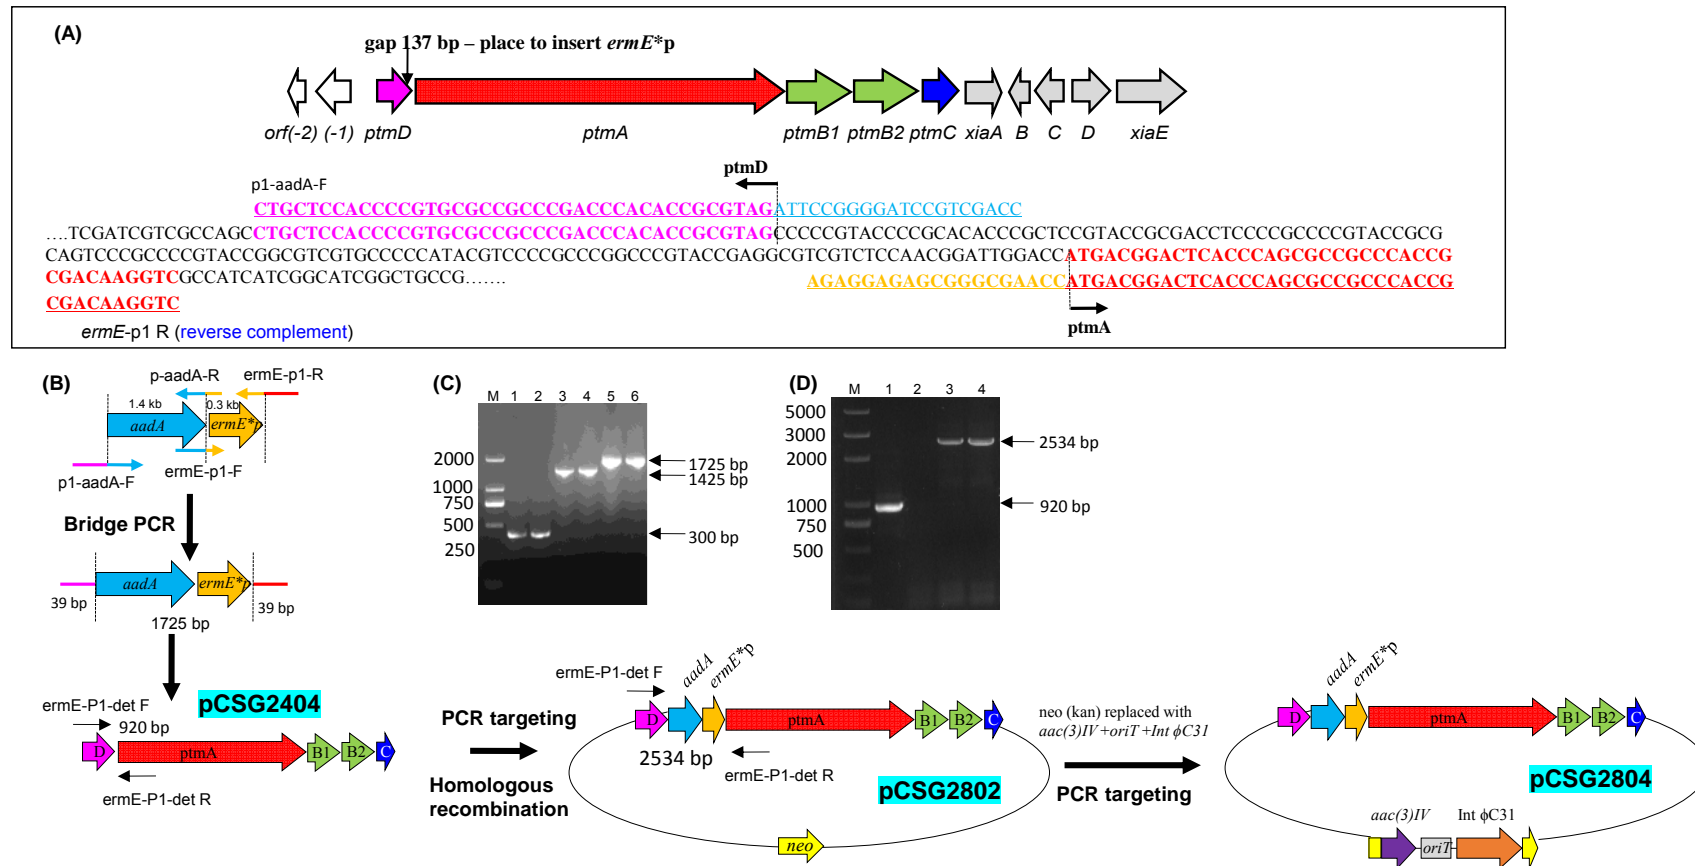 (A)
gap 137 bp – place to insert ermE*p
orf(-2) (-1) ptmD ptmA ptmB1 ptmB2 ptmC xiaA B C D xiaE
ptmD
p1-aadA-F
CTGCTCCACCCCGTGCGCCGCCCGACCCACACCGCGTAGATTCCGGGGATCCGTCGACC
....TCGATCGTCGCCAGCCTGCTCCACCCCGTGCGCCGCCCGACCCACACCGCGTAGCCCCCGTACCCCGCACACCCGCTCCGTACCGCGACCTCCCCGCCCCGTACCGCG
CAGTCCCGCCCCGTACCGGCGTCGTGCCCCCATACGTCCCCGCCCGGCCCGTACCGAGGCGTCGTCTCCAACGGATTGGACCATGACGGACTCACCCAGCGCCGCCCACCG
CGACAAGGTCGCCATCATCGGCATCGGCTGCCG....... AGAGGAGAGCGGGCGAACCATGACGGACTCACCCAGCGCCGCCCACCG
CGACAAGGTC
ptmA
ermE-p1 R (reverse complement)
(B)
p-aadA-R ermE-p1-R
1.4 kb 0.3 kb
aadA ermE*p
ermE-p1-F
p1-aadA-F
Bridge PCR
aadA ermE*p
39 bp 39 bp
1725 bp
(C)
M 1 2 3 4 5 6
2000
1000
750
500
250
1725 bp
1425 bp
300 bp
(D)
M 1 2 3 4
5000
3000
2000
1000
750
500
2534 bp
920 bp
pCSG2404
ermE-P1-det F
920 bp
D ptmA B1 B2 C
ermE-P1-det R
PCR targeting
Homologous
recombination
ermE-P1-det F
aadA ermE*p
D ptmA B1 B2 C
2534 bp
ermE-P1-det R
pCSG2802
neo
neo (kan) replaced with
aac(3)IV+oriT+Int ϕC31
PCR targeting
aadA ermE*p
D ptmA B1 B2 C
pCSG2804
aac(3)IV Int ϕC31
oriT